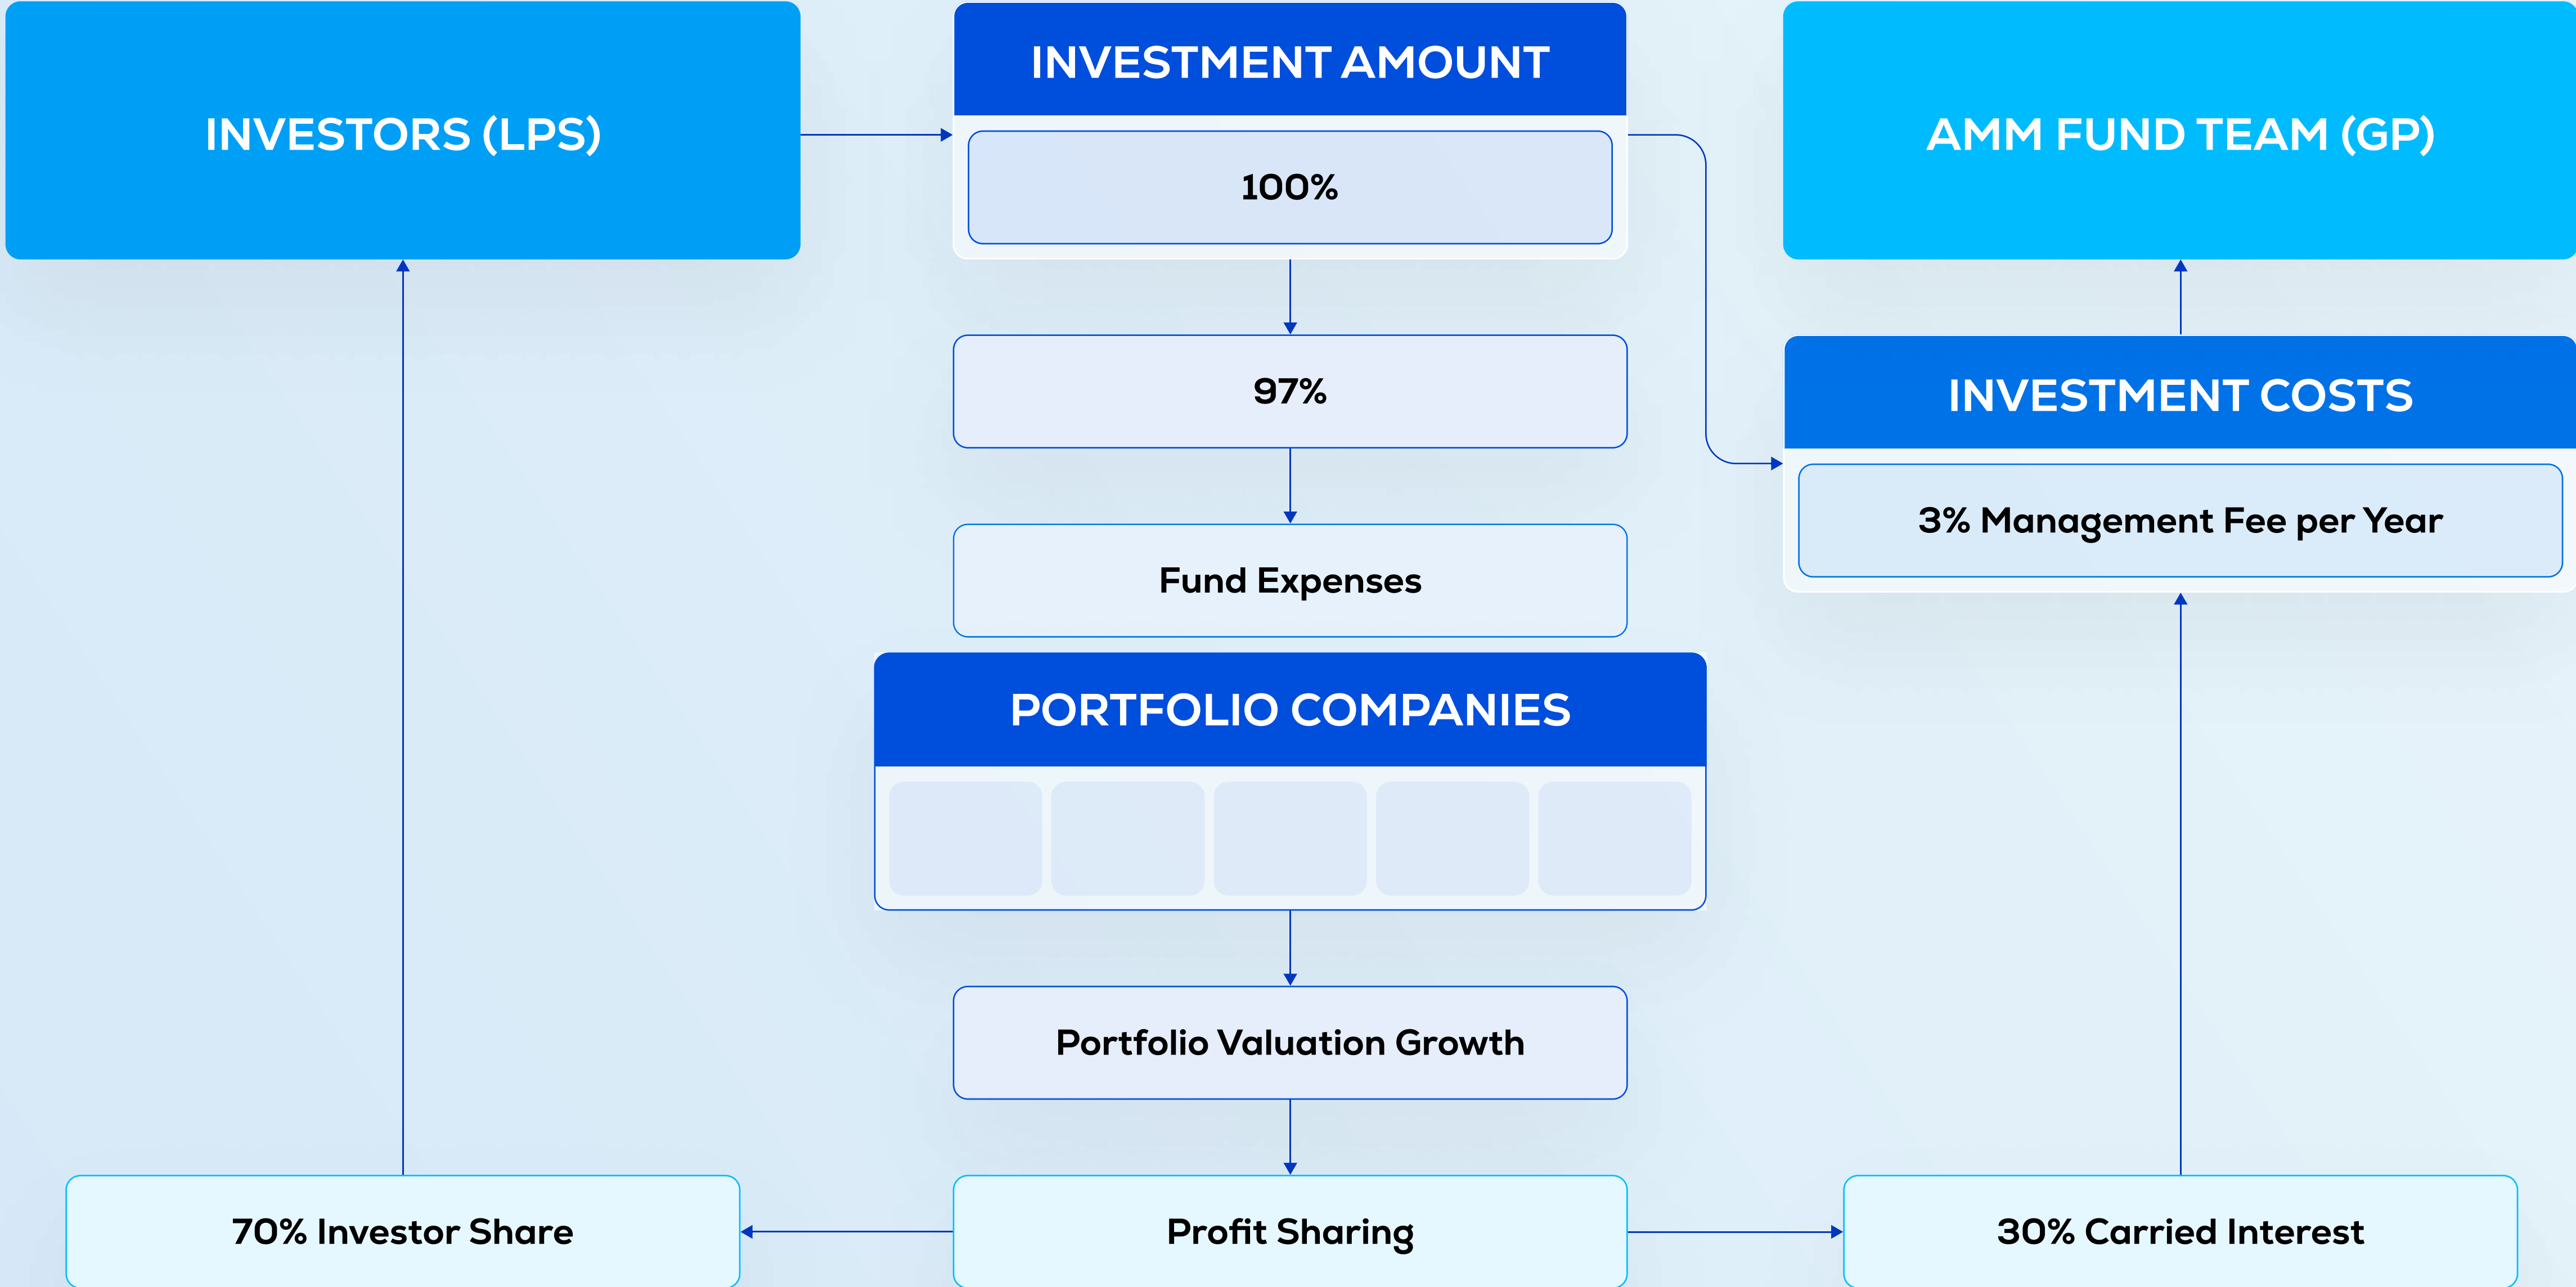 INVESTORS (LPS)
INVESTMENT AMOUNT
100%
AMM FUND TEAM (GP)
97%
INVESTMENT COSTS
3% Management Fee per Year
Fund Expenses
PORTFOLIO COMPANIES
Portfolio Valuation Growth
70% Investor Share
Profit Sharing
30% Carried Interest